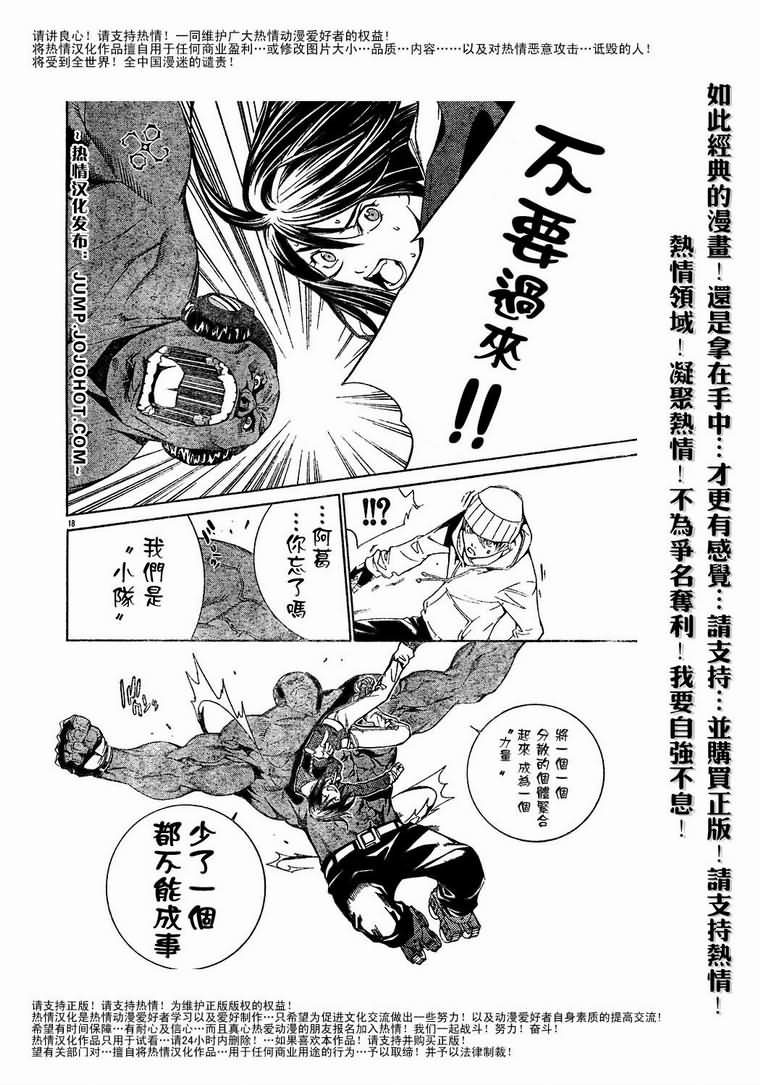 请讲良心！请支持热情！一同维护广大热情动漫爱好者的权益！
将热情汉化作品擅自用于任何商业盈利…或修改图片大小…品质…内容……以及对热情恶意攻击…诋毁的人！
将受到全世界！全中国漫迷的谴责！
如此經典的漫畫！還是拿在手中…才更有感覺…請支持…並購買正版！請支持熱情！
熱情領域！凝聚熱情！不為爭名奪利！我要自強不息！
~热情汉化发布：JUMP.JOJOHOT.COM~
不要過來!!
18
!!?
…阿葛
你忘了嗎…
我們是
"小隊"
將一個一個
分散的個體聚合
起來 成為一個
"力量"
少了一個
都不能成事
请支持正版！请支持热情！为维护正版版权的权益！
热情汉化是热情动漫爱好者学习以及爱好制作…只希望为促进文化交流做出一些努力！以及动漫爱好者自身素质的提高交流！
希望有时间保障…有耐心及信心…而且真心热爱动漫的朋友报名加入热情！我们一起战斗！努力！奋斗！
热情汉化作品只用于试看…请24小时内删除！…如果喜欢本作品！请支持并购买正版！
望有关部门对…擅自将热情汉化作品…用于任何商业用途的行为…予以取缔！并予以法律制裁！